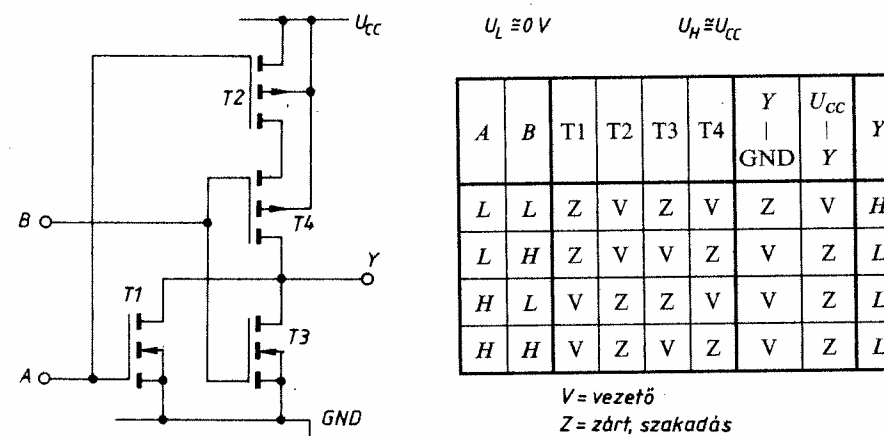 U_CC
T2
B
T4
Y
T1
T3
A
GND
U_L ≅ 0 V U_H ≅ U_CC
A B T1 T2 T3 T4 Y | GND U_CC | Y Y
L L Z V Z V Z V H
L H Z V V Z V Z L
H L V Z Z V V Z L
H H V Z V Z V Z L
V = vezető
Z = zárt, szakadás